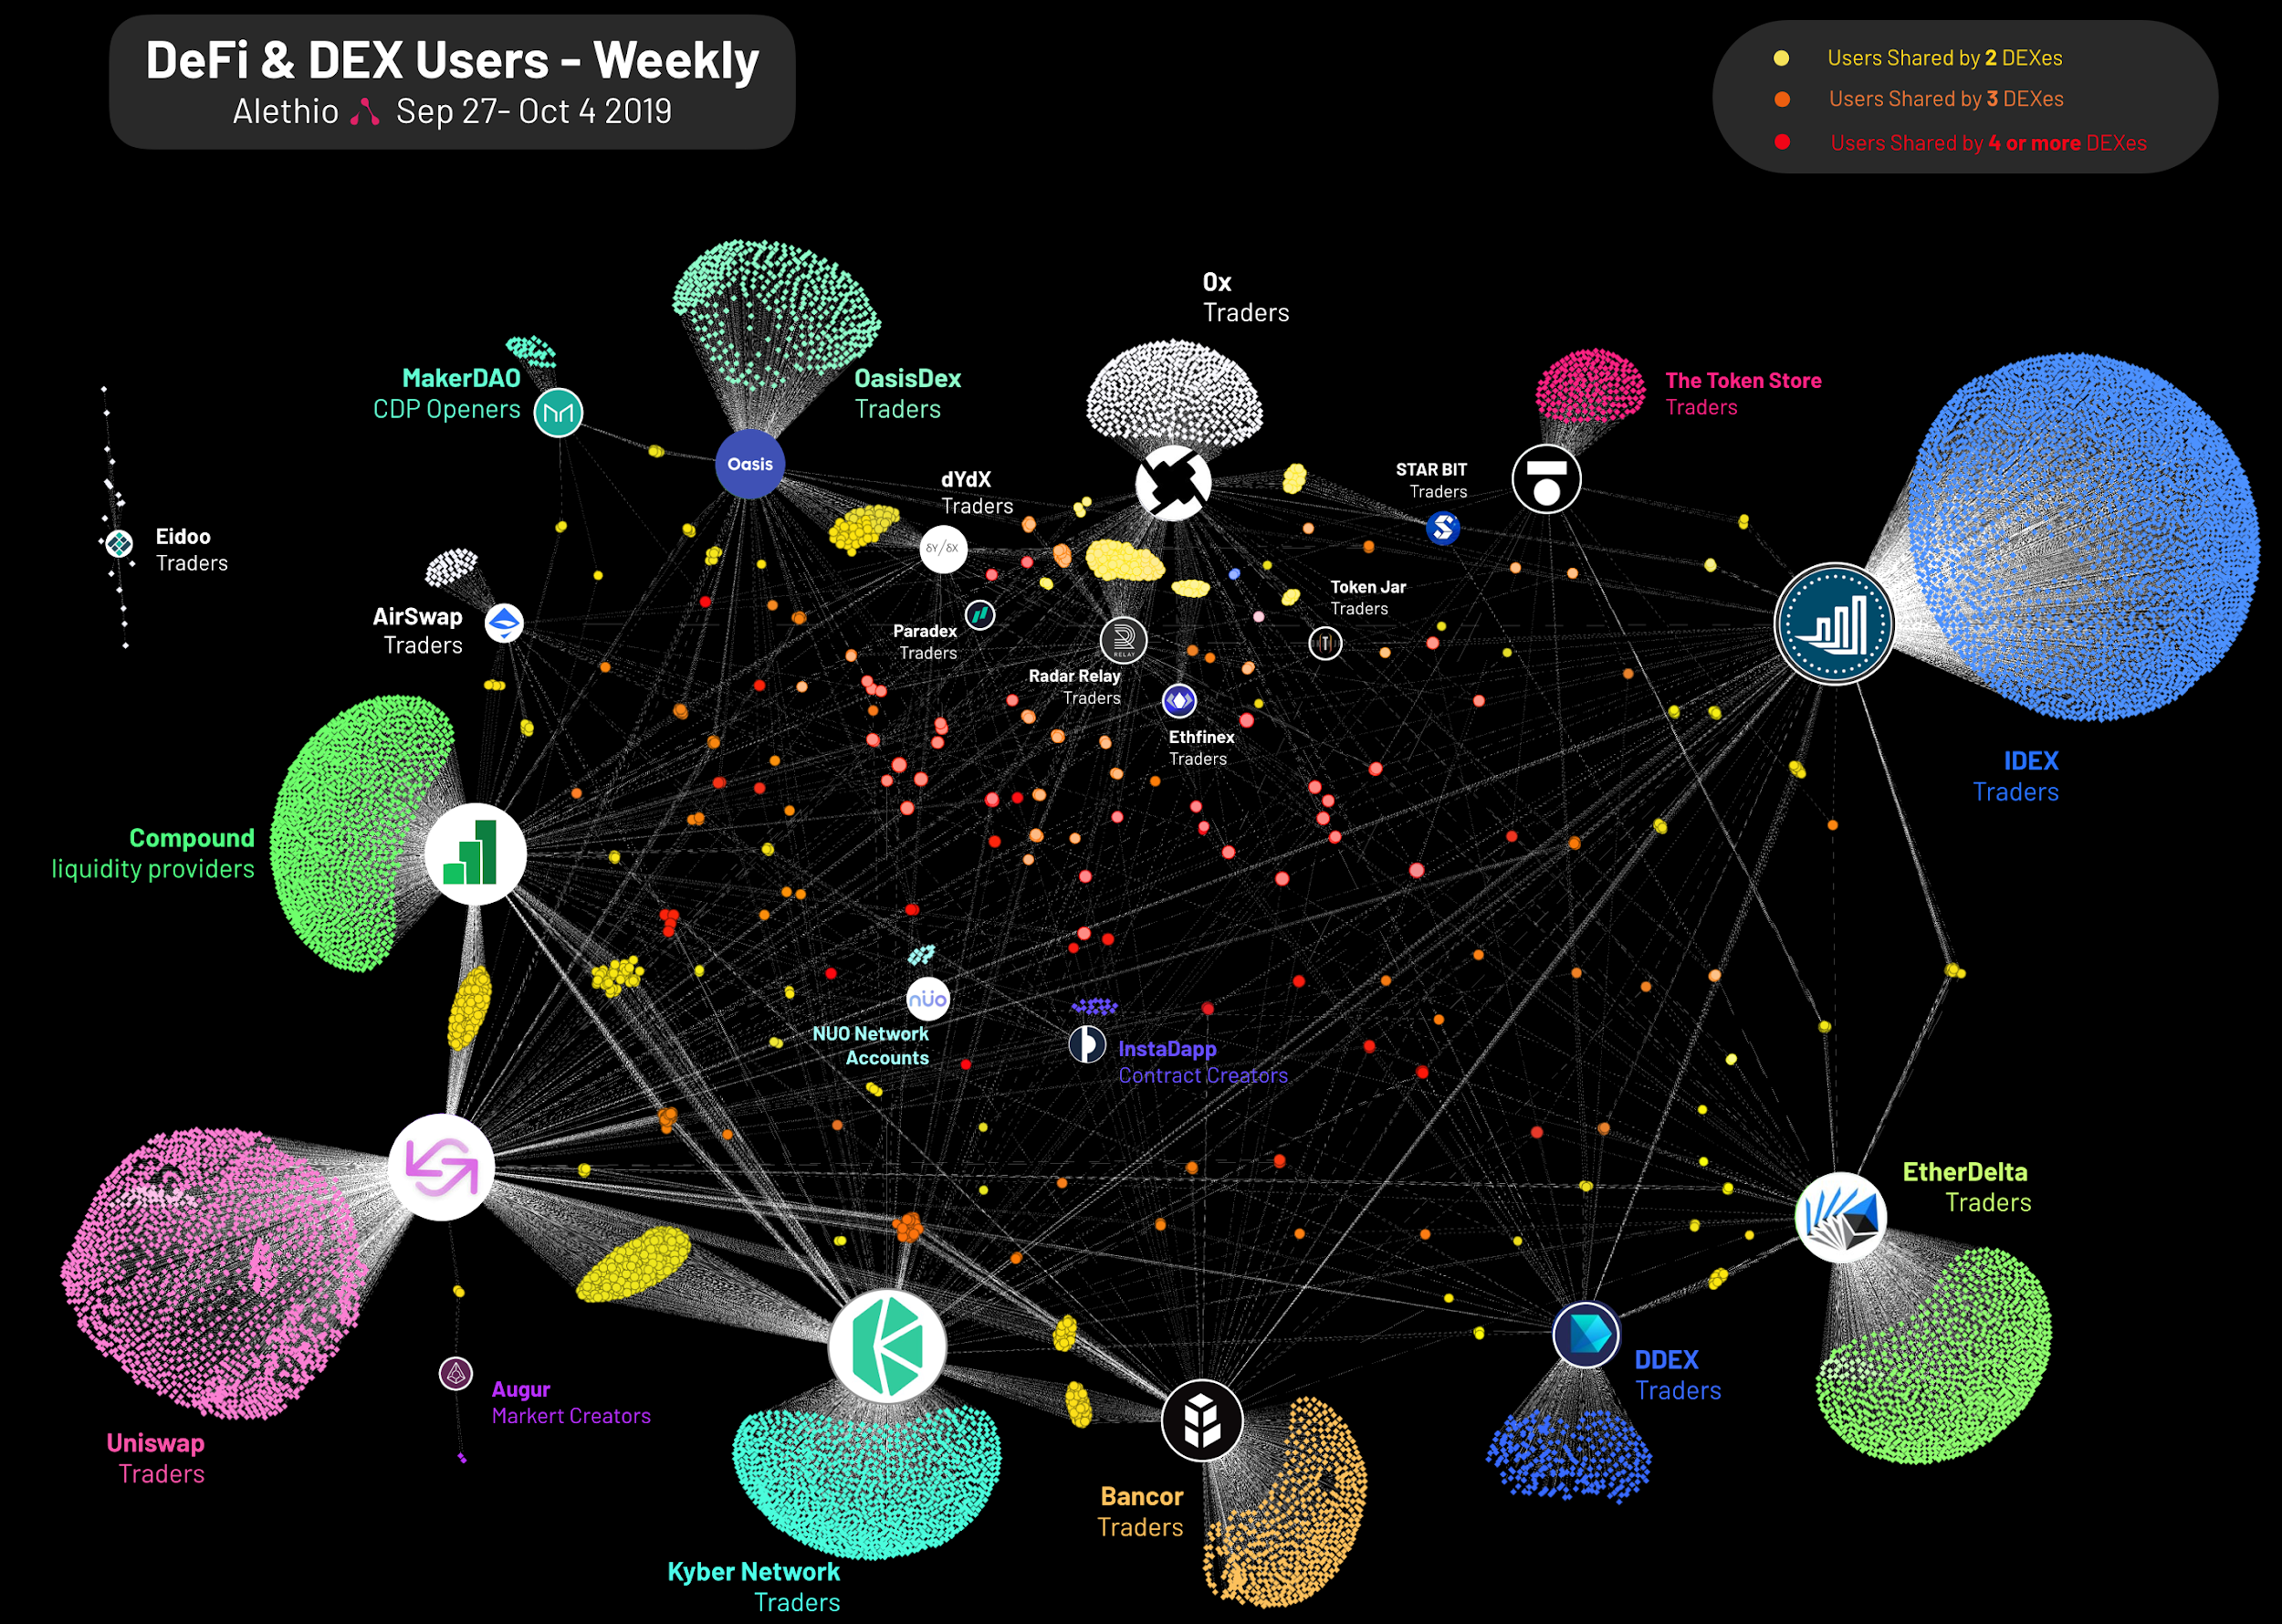 DeFi & DEX Users - Weekly
Alethio Sep 27- Oct 4 2019
Users Shared by 2 DEXes
Users Shared by 3 DEXes
Users Shared by 4 or more DEXes
0x
Traders
MakerDAO
CDP Openers
OasisDex
Traders
The Token Store
Traders
Oasis
dYdX
Traders
STAR BIT
Traders
Eidoo
Traders
δY/δX
AirSwap
Traders
Paradex
Traders
Token Jar
Traders
RELAY
Radar Relay
Traders
Ethfinex
Traders
IDEX
Traders
Compound
liquidity providers
nüo
NUO Network
Accounts
InstaDapp
Contract Creators
EtherDelta
Traders
DDEX
Traders
Augur
Markert Creators
Uniswap
Traders
Bancor
Traders
Kyber Network
Traders